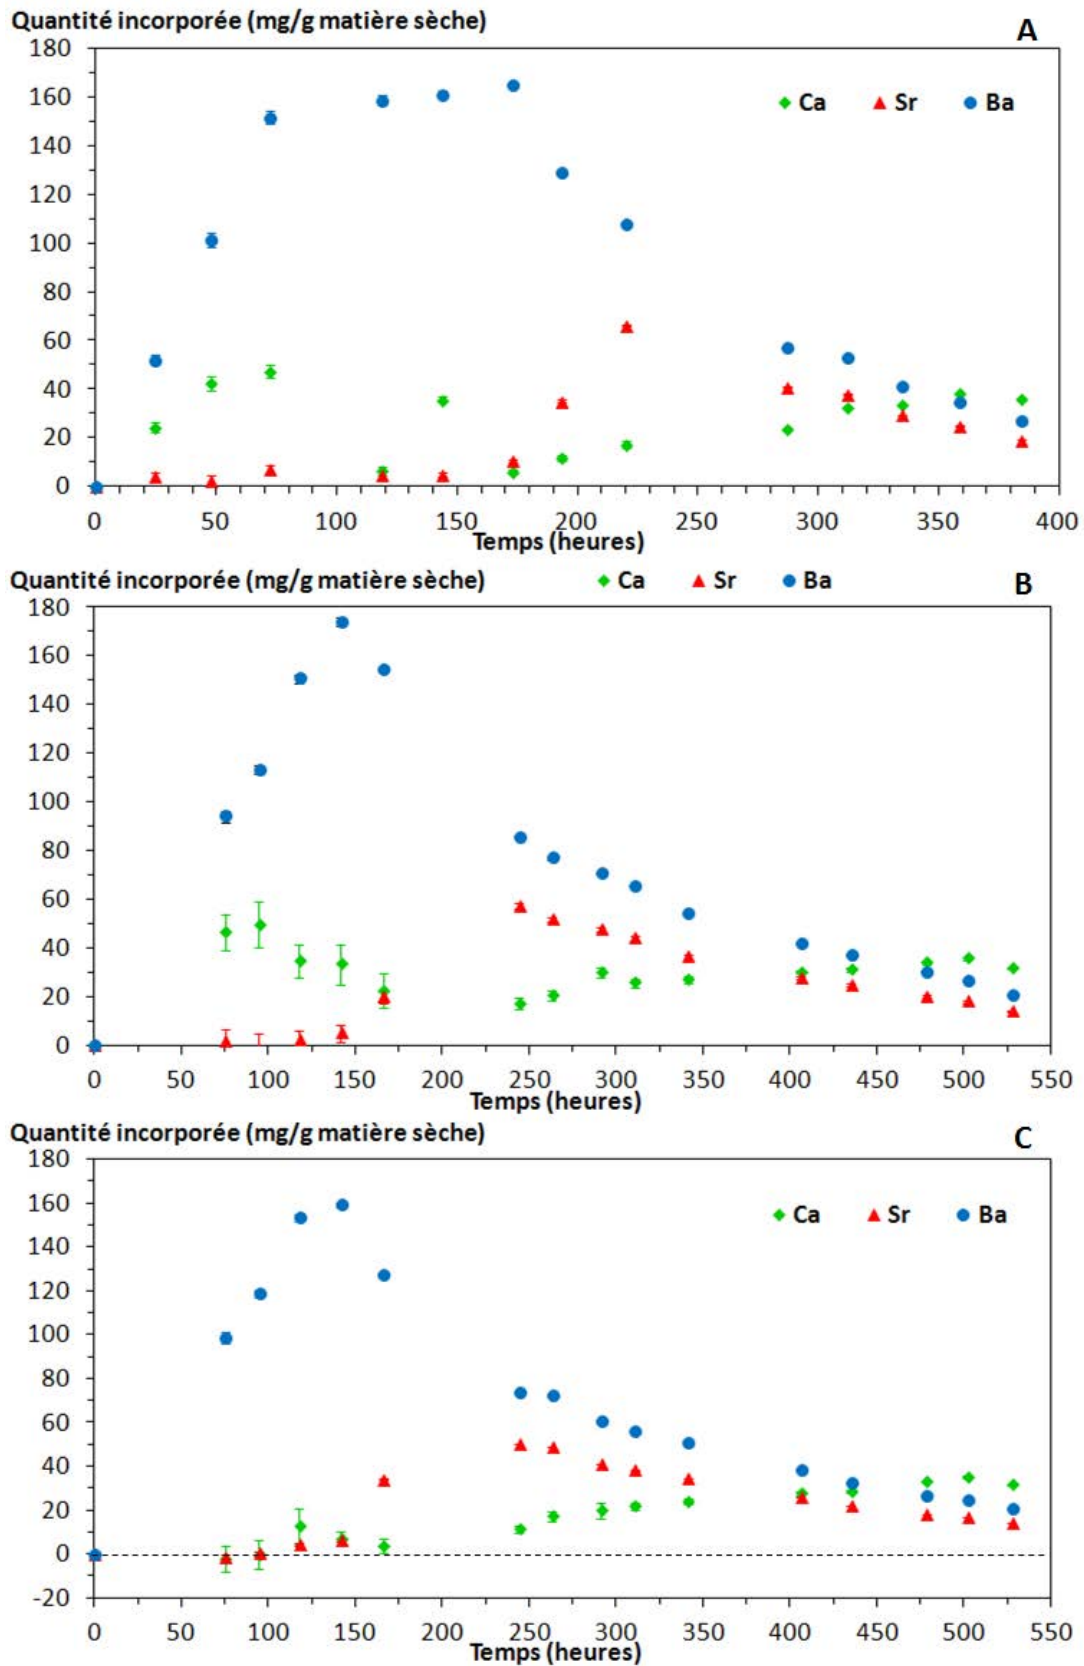 Quantité incorporée (mg/g matière sèche)
A
180
160
140
120
100
80
60
40
20
0
Ca Sr Ba
0 50 100 150 200 250 300 350 400
Temps (heures)
Quantité incorporée (mg/g matière sèche)
Ca Sr Ba
B
180
160
140
120
100
80
60
40
20
0
0 50 100 150 200 250 300 350 400 450 500 550
Temps (heures)
Quantité incorporée (mg/g matière sèche)
C
180
160
140
120
100
80
60
40
20
0
-20
Ca Sr Ba
0 50 100 150 200 250 300 350 400 450 500 550
Temps (heures)